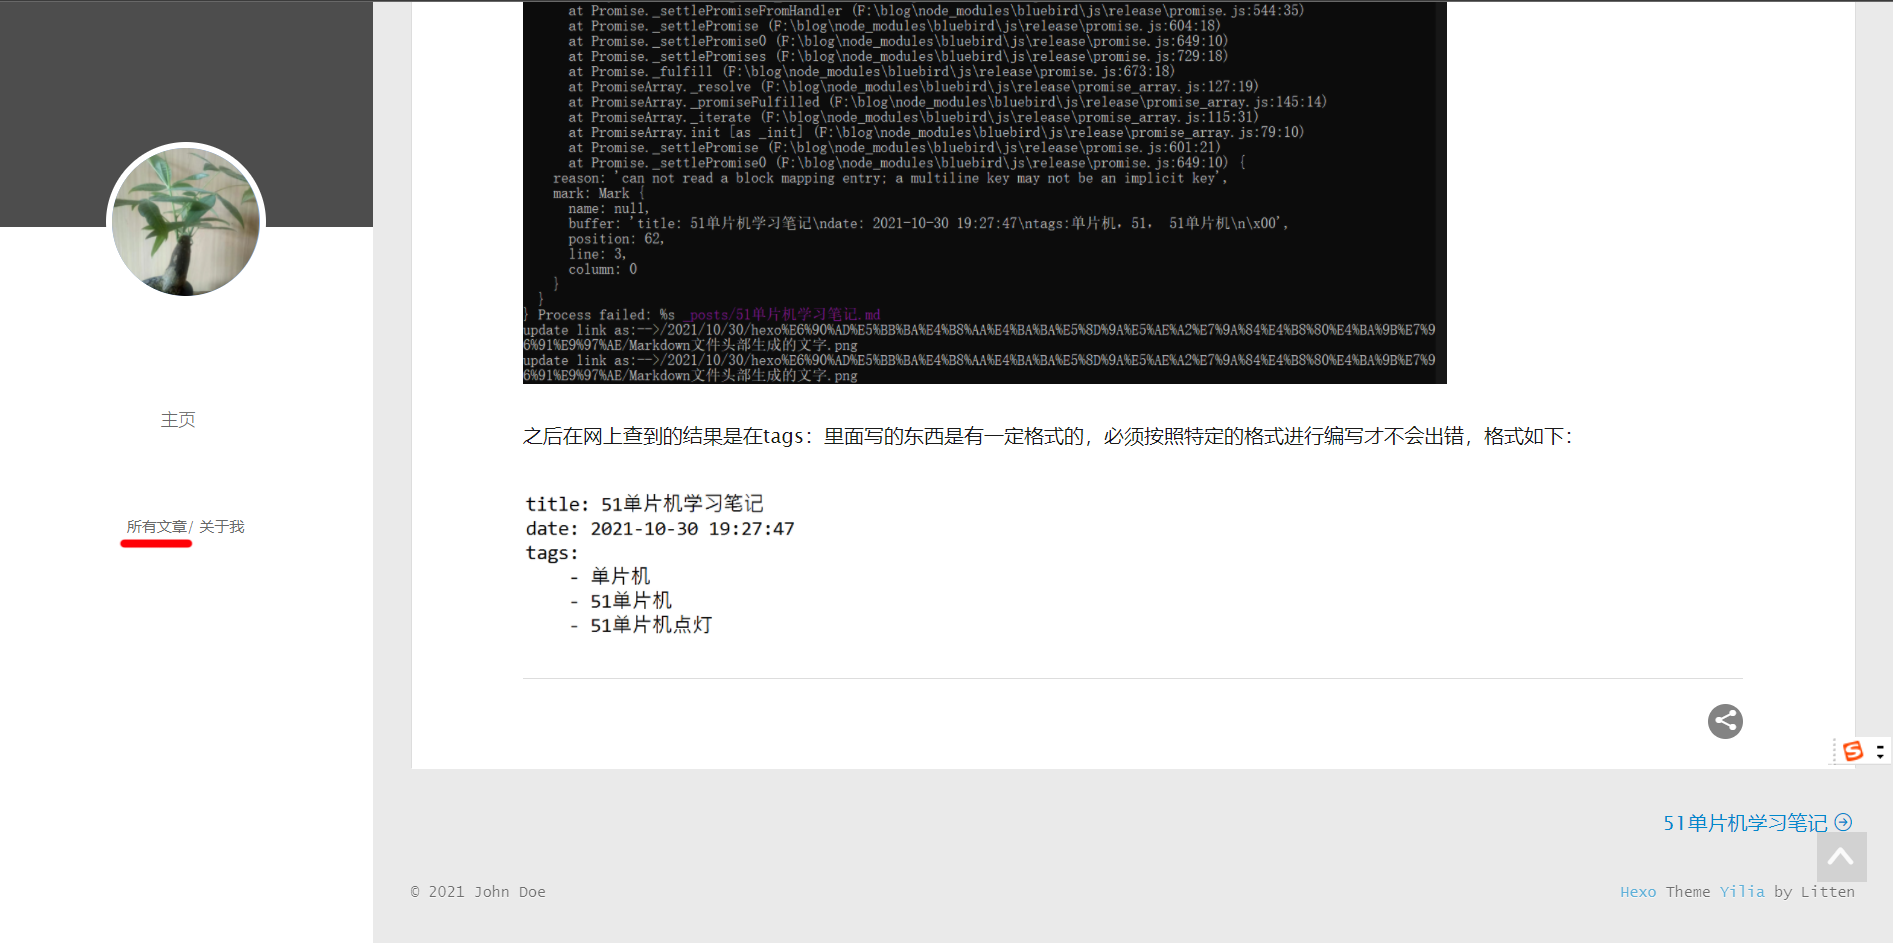 主页
所有文章/ 关于我
at Promise._settlePromiseFromHandler (F:\blog\node_modules\bluebird\js\release\promise.js:544:35)
at Promise._settlePromise (F:\blog\node_modules\bluebird\js\release\promise.js:604:18)
at Promise._settlePromise0 (F:\blog\node_modules\bluebird\js\release\promise.js:649:10)
at Promise._settlePromises (F:\blog\node_modules\bluebird\js\release\promise.js:729:18)
at Promise._fulfill (F:\blog\node_modules\bluebird\js\release\promise.js:673:18)
at PromiseArray._resolve (F:\blog\node_modules\bluebird\js\release\promise_array.js:127:19)
at PromiseArray._promiseFulfilled (F:\blog\node_modules\bluebird\js\release\promise_array.js:145:14)
at PromiseArray._iterate (F:\blog\node_modules\bluebird\js\release\promise_array.js:115:31)
at PromiseArray.init [as _init] (F:\blog\node_modules\bluebird\js\release\promise_array.js:79:10)
at Promise._settlePromise (F:\blog\node_modules\bluebird\js\release\promise.js:601:21)
at Promise._settlePromise0 (F:\blog\node_modules\bluebird\js\release\promise.js:649:10) {
reason: 'can not read a block mapping entry; a multiline key may not be an implicit key',
mark: Mark {
name: null,
buffer: 'title: 51单片机学习笔记\ndate: 2021-10-30 19:27:47\ntags:单片机，51， 51单片机\n\x00',
position: 62,
line: 3,
column: 0
}
}
} Process failed: %s _posts/51单片机学习笔记.md
update link as:-->/2021/10/30/hexo%E6%90%AD%E5%BB%BA%E4%B8%AA%E4%BA%BA%E5%8D%9A%E5%AE%A2%E7%9A%84%E4%B8%80%E4%BA%9B%E7%9
6%91%E9%97%AE/Markdown文件头部生成的文字.png
update link as:-->/2021/10/30/hexo%E6%90%AD%E5%BB%BA%E4%B8%AA%E4%BA%BA%E5%8D%9A%E5%AE%A2%E7%9A%84%E4%B8%80%E4%BA%9B%E7%9
6%91%E9%97%AE/Markdown文件头部生成的文字.png
之后在网上查到的结果是在tags：里面写的东西是有一定格式的，必须按照特定的格式进行编写才不会出错，格式如下：
title: 51单片机学习笔记
date: 2021-10-30 19:27:47
tags:
- 单片机
- 51单片机
- 51单片机点灯
51单片机学习笔记
© 2021 John Doe
Hexo Theme Yilia by Litten